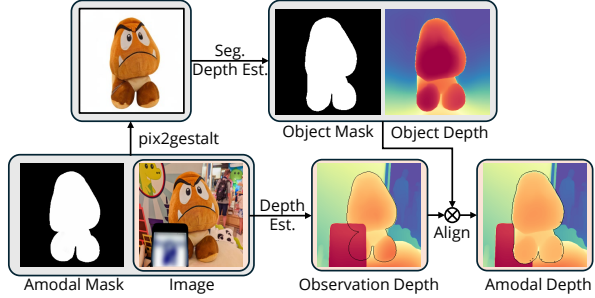 Seg.
Depth Est.
Object Mask
Object Depth
pix2gestalt
Depth
Est.
Align
Amodal Mask
Image
Observation Depth
Amodal Depth